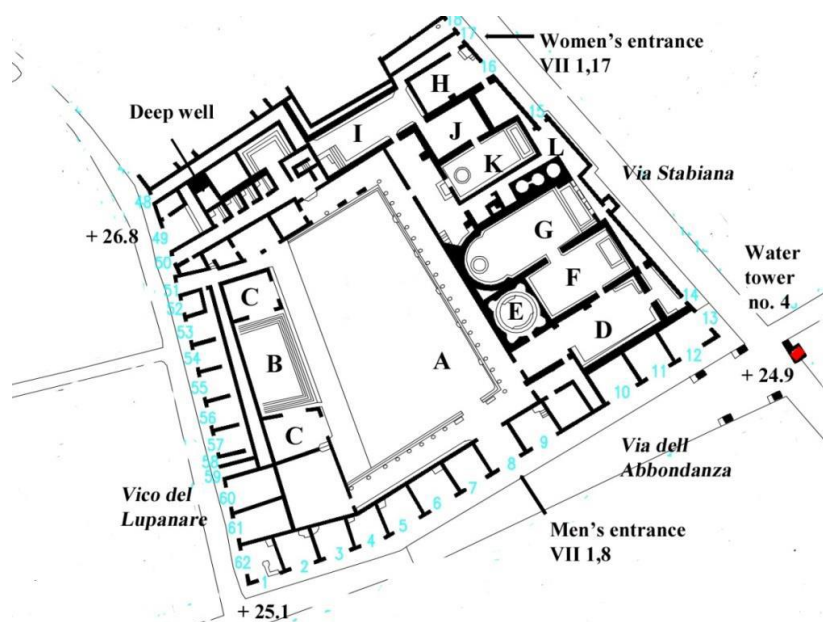 18
17
Women's entrance
VII 1,17
16
H
Deep well
15
I
J
L
K
Via Stabiana
48
G
+ 26.8
49
Water
tower
no. 4
50
F
51
C
E
14
52
D
13
53
B
A
12
+ 24.9
54
11
55
10
C
56
9
Via dell
Abbondanza
57
8
58
59
7
Vico del
Lupanare
60
6
5
61
4
Men's entrance
VII 1,8
62
3
2
1
+ 25.1